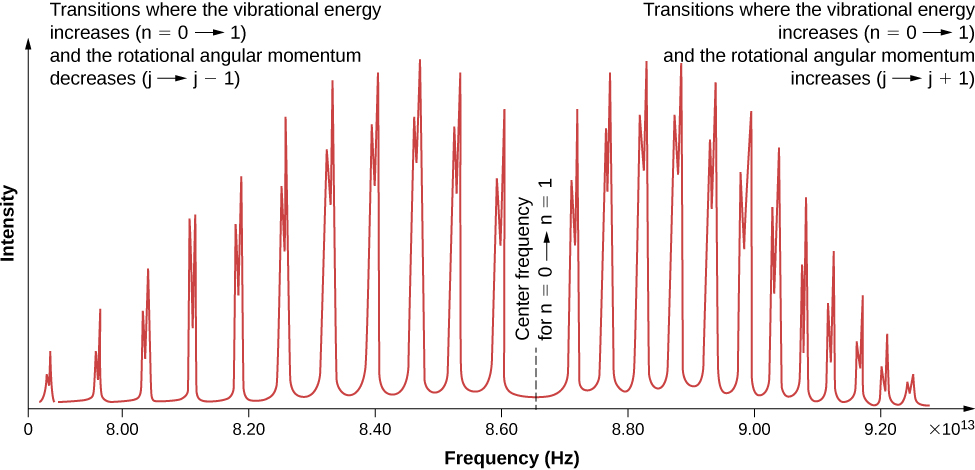 Transitions where the vibrational energy
increases (n = 0 ⟶ 1)
and the rotational angular momentum
decreases (j ⟶ j − 1)
Transitions where the vibrational energy
increases (n = 0 ⟶ 1)
and the rotational angular momentum
increases (j ⟶ j + 1)
Intensity
Center frequency
for n = 0 ⟶ n = 1
0 8.00 8.20 8.40 8.60 8.80 9.00 9.20 ×10¹³
Frequency (Hz)